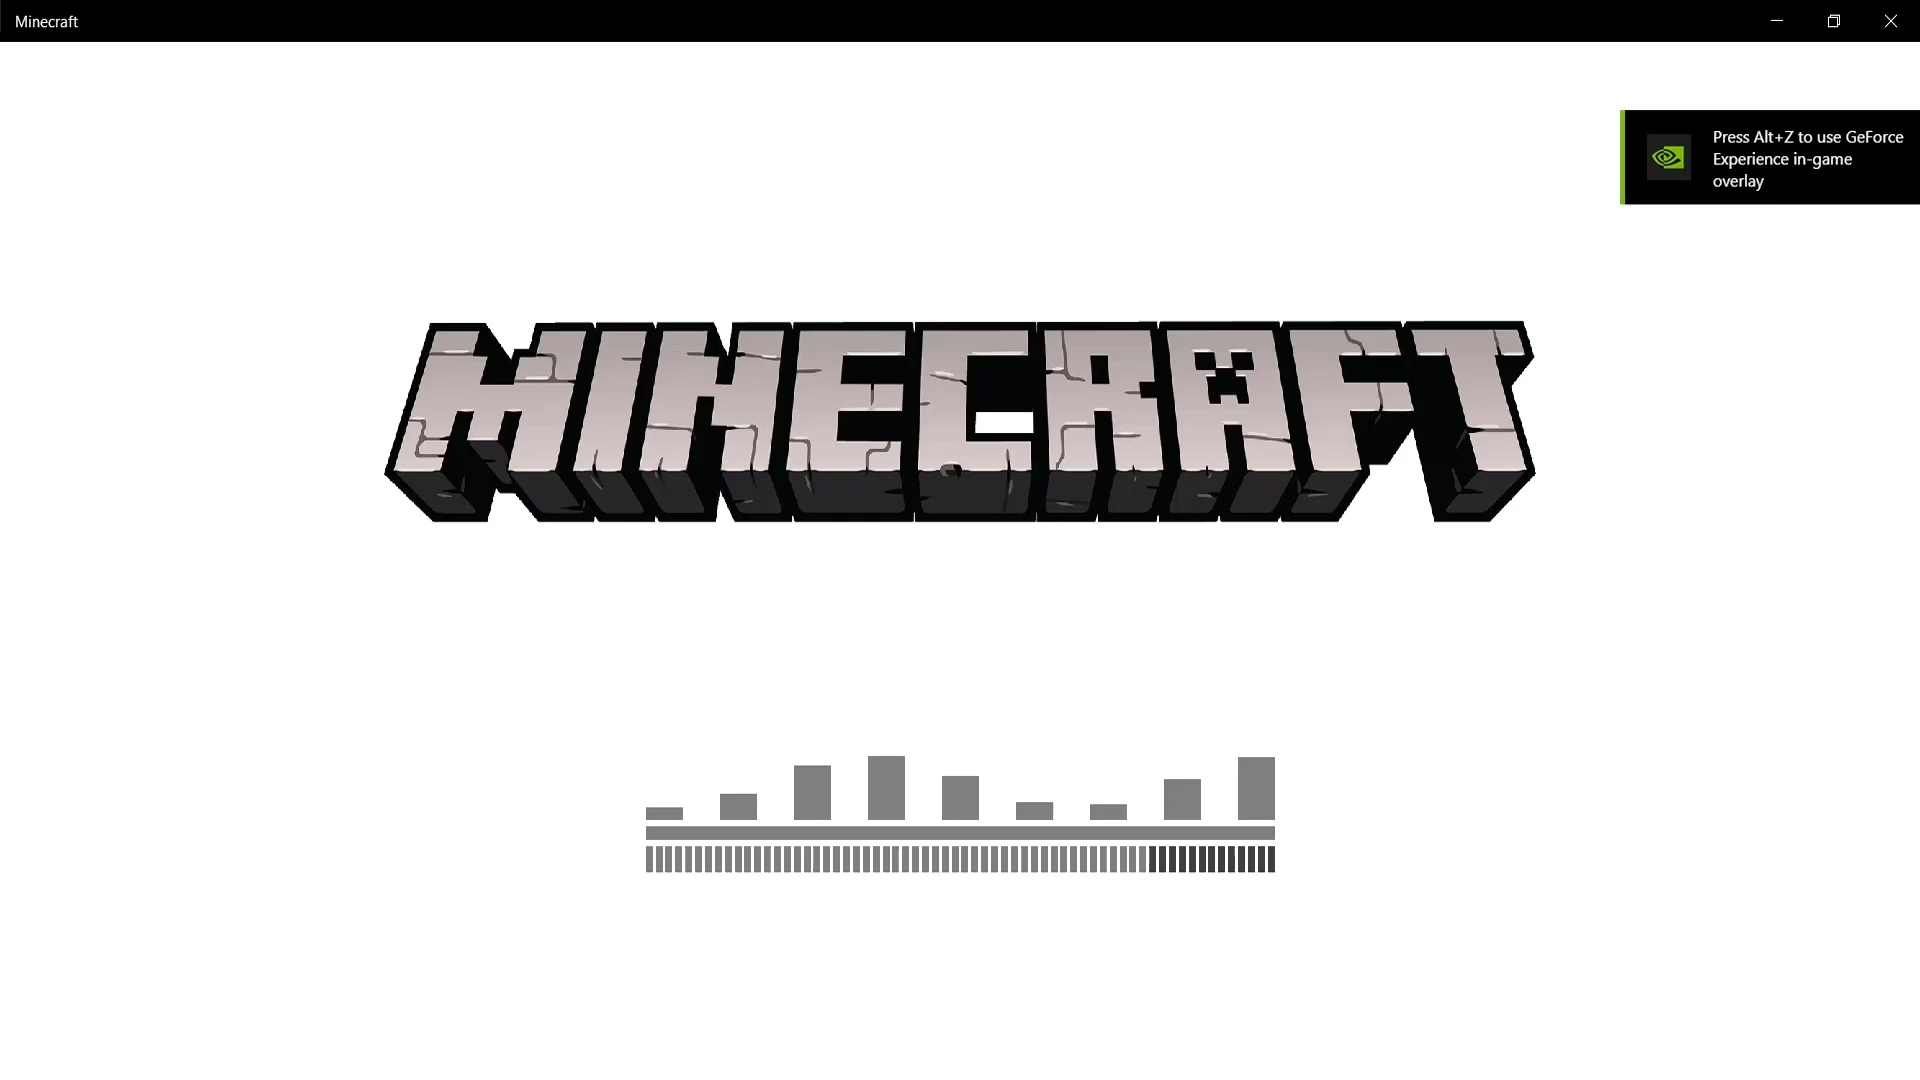 Minecraft
Press Alt+Z to use GeForce
Experience in-game
overlay
MINECRAFT